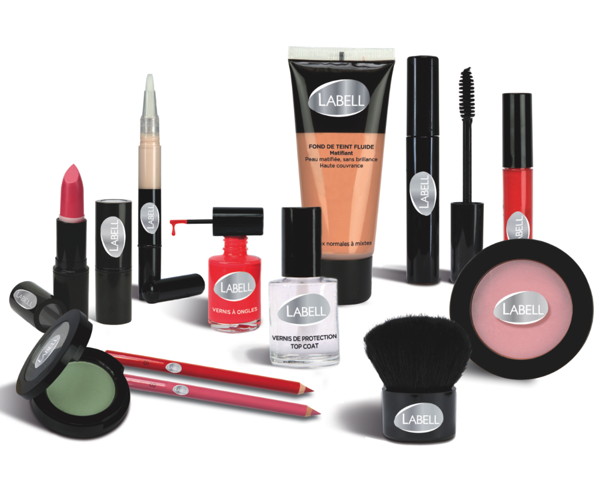 LABELL
FOND DE TEINT FLUIDE
Matifiant
Peau matifiée, sans brillance
Haute couvrance
normales à mixtes
LABELL
LABELL
LABELL
LABELL
LABELL
VERNIS À ONGLES
LABELL
VERNIS DE PROTECTION
TOP COAT
LABELL
LABELL